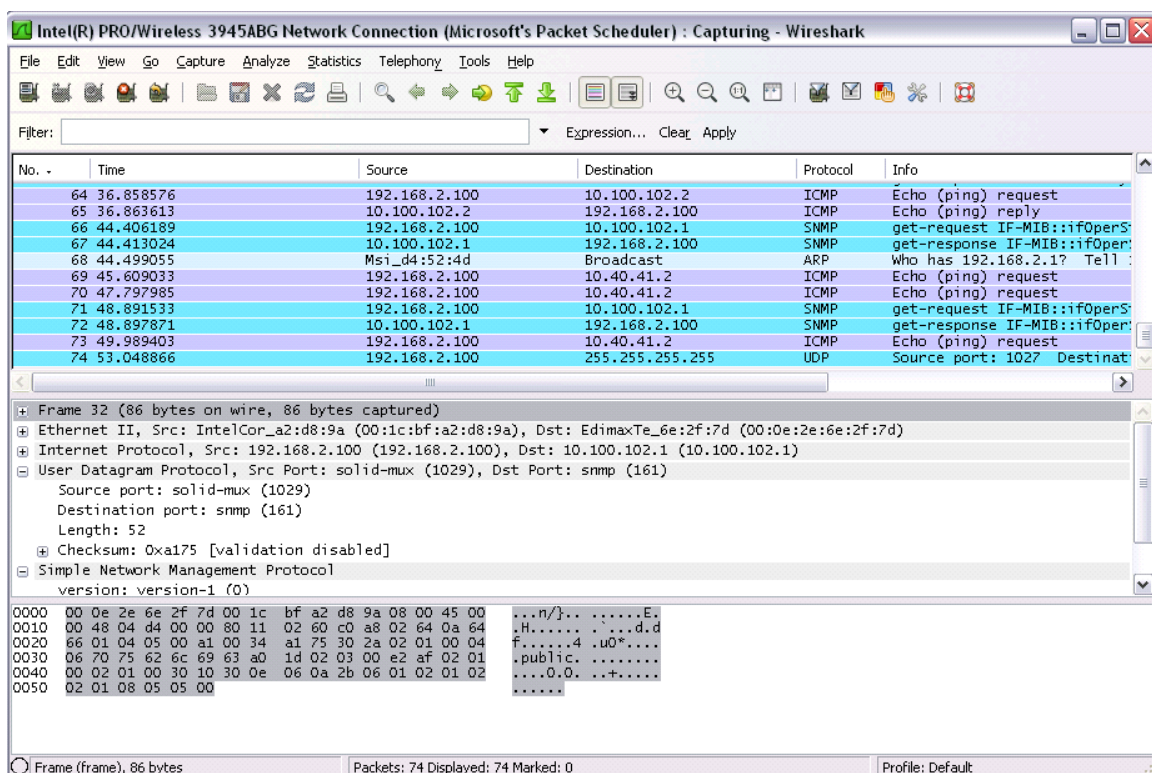 Intel(R) PRO/Wireless 3945ABG Network Connection (Microsoft's Packet Scheduler) : Capturing - Wireshark
File Edit View Go Capture Analyze Statistics Telephony Tools Help
Filter: Expression... Clear Apply
No. Time Source Destination Protocol Info
64 36.858576 192.168.2.100 10.100.102.2 ICMP Echo (ping) request
65 36.863613 10.100.102.2 192.168.2.100 ICMP Echo (ping) reply
66 44.406189 192.168.2.100 10.100.102.1 SNMP get-request IF-MIB::ifOperS
67 44.413024 10.100.102.1 192.168.2.100 SNMP get-response IF-MIB::ifOper
68 44.499055 Msi_d4:52:4d Broadcast ARP Who has 192.168.2.1? Tell
69 45.609033 192.168.2.100 10.40.41.2 ICMP Echo (ping) request
70 47.797985 192.168.2.100 10.40.41.2 ICMP Echo (ping) request
71 48.891533 192.168.2.100 10.100.102.1 SNMP get-request IF-MIB::ifOperS
72 48.897871 10.100.102.1 192.168.2.100 SNMP get-response IF-MIB::ifOper
73 49.989403 192.168.2.100 10.40.41.2 ICMP Echo (ping) request
74 53.048866 192.168.2.100 255.255.255.255 UDP Source port: 1027 Destinat
Frame 32 (86 bytes on wire, 86 bytes captured)
Ethernet II, Src: IntelCor_a2:d8:9a (00:1c:bf:a2:d8:9a), Dst: EdimaxTe_6e:2f:7d (00:0e:2e:6e:2f:7d)
Internet Protocol, Src: 192.168.2.100 (192.168.2.100), Dst: 10.100.102.1 (10.100.102.1)
User Datagram Protocol, Src Port: solid-mux (1029), Dst Port: snmp (161)
Source port: solid-mux (1029)
Destination port: snmp (161)
Length: 52
Checksum: 0xa175 [validation disabled]
Simple Network Management Protocol
version: version-1 (0)
0000 00 0e 2e 6e 2f 7d 00 1c bf a2 d8 9a 08 00 45 00 ...n/}.. ......E.
0010 00 48 04 d4 00 00 80 11 02 60 c0 a8 02 64 0a 64 .H...... .`...d.d
0020 66 01 04 05 00 a1 00 34 a1 75 30 2a 02 01 00 04 f......4 .u0*....
0030 06 70 75 62 6c 69 63 a0 1d 02 03 00 e2 af 02 01 .public. ........
0040 00 02 01 00 30 10 30 0e 06 0a 2b 06 01 02 01 02 ....0.0. ..+.....
0050 02 01 08 05 05 00 ......
Frame (frame), 86 bytes Packets: 74 Displayed: 74 Marked: 0 Profile: Default